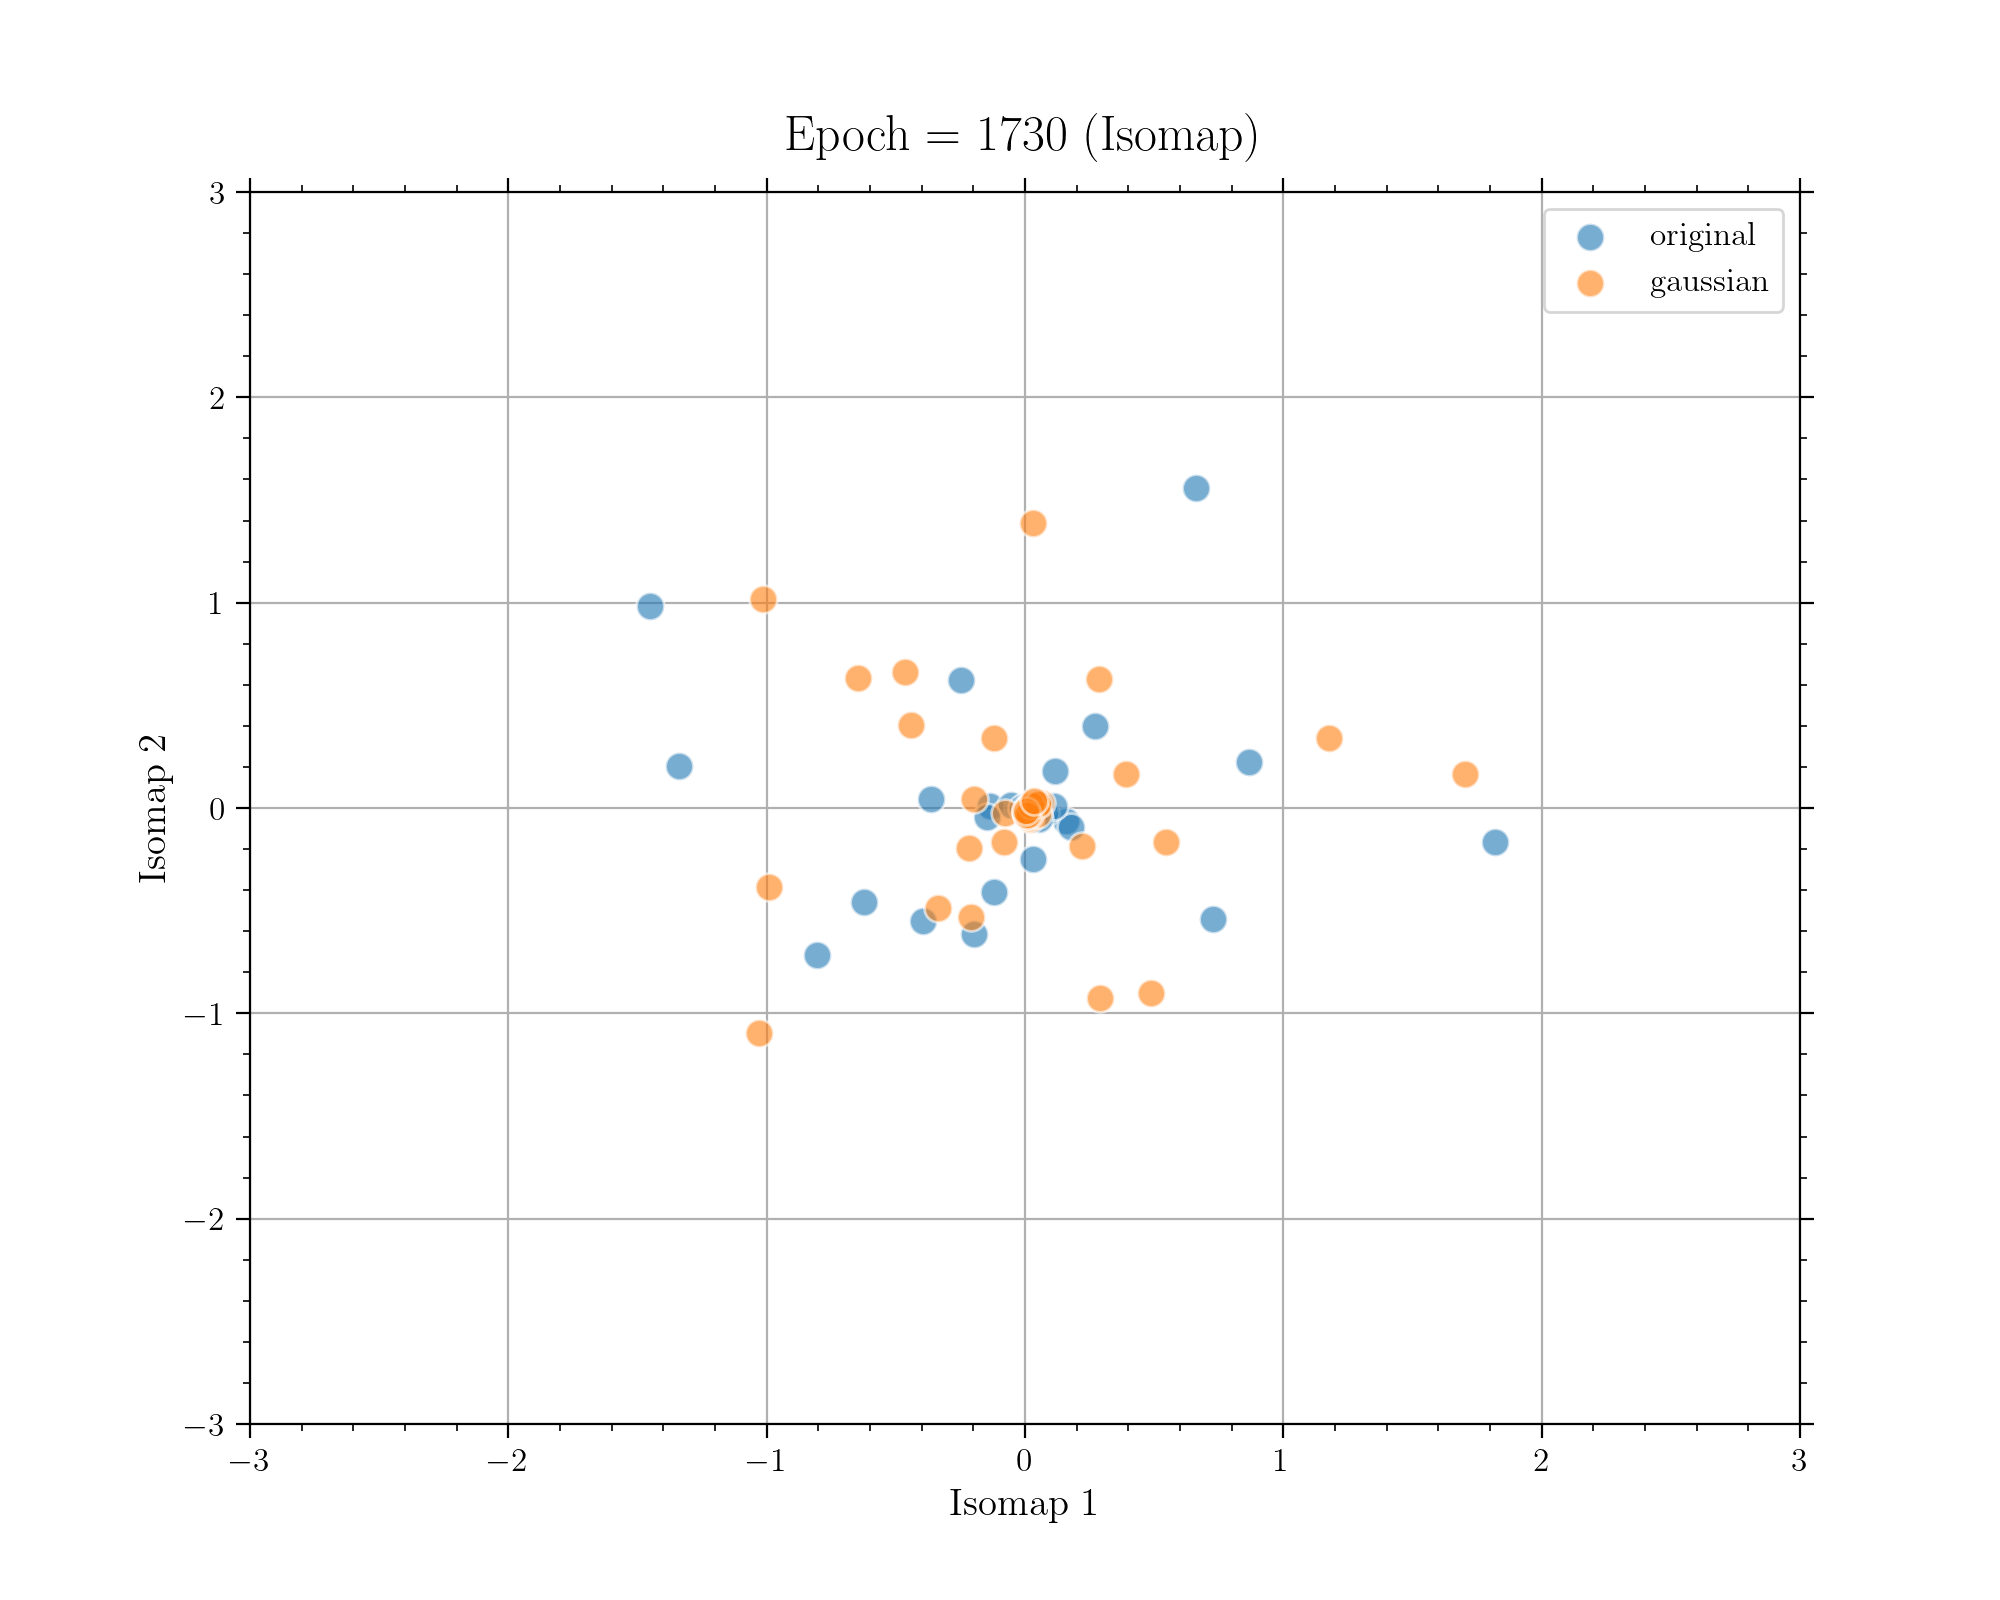 Epoch = 1730 (Isomap)
original
gaussian
3
2
1
0
−1
−2
−3
Isomap 2
−3
−2
−1
0
1
2
3
Isomap 1